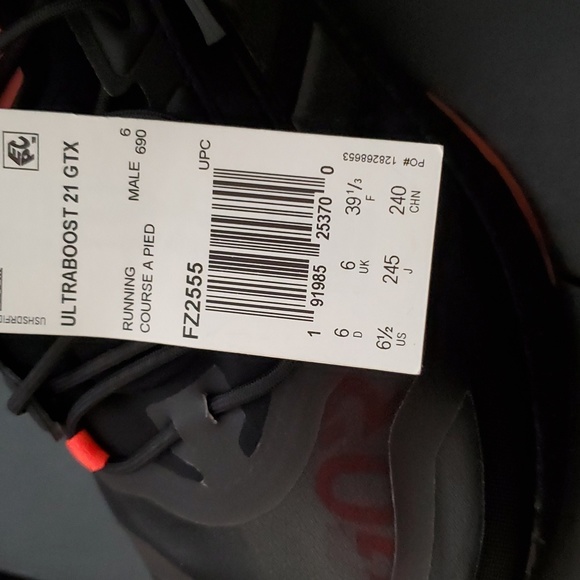 ULTRABOOST 21 GTX
RUNNING
COURSE A PIED
MALE 6
690
FZ2555
UPC
1 91985 25370 0
6 D
6 UK
39 1/3 F
6½ US
245 J
240 CHN
PO# 128268653